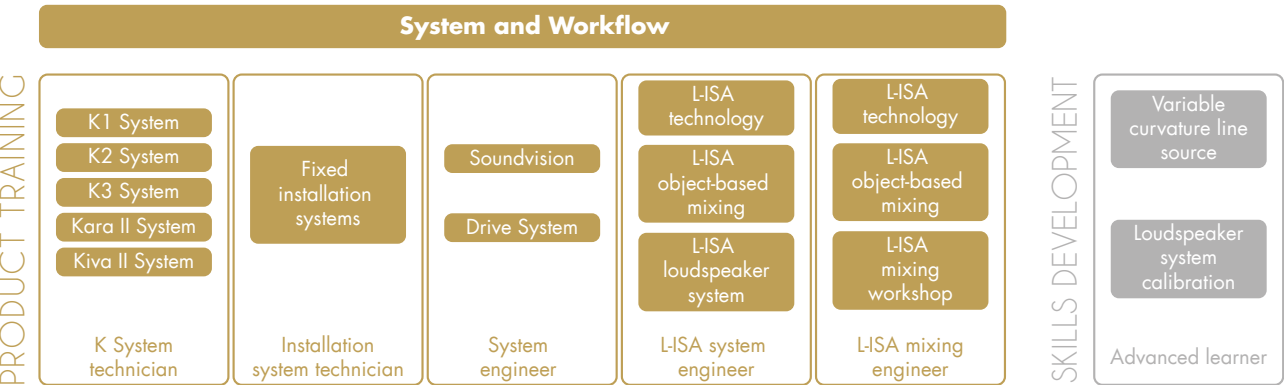 System and Workflow
PRODUCT TRAINING
K1 System
K2 System
K3 System
Kara II System
Kiva II System
K System
technician
Fixed
installation
systems
Installation
system technician
Soundvision
Drive System
System
engineer
L-ISA
technology
L-ISA
object-based
mixing
L-ISA
loudspeaker
system
L-ISA system
engineer
L-ISA
technology
L-ISA
object-based
mixing
L-ISA
mixing
workshop
L-ISA mixing
engineer
SKILLS DEVELOPMENT
Variable
curvature line
source
Loudspeaker
system
calibration
Advanced learner